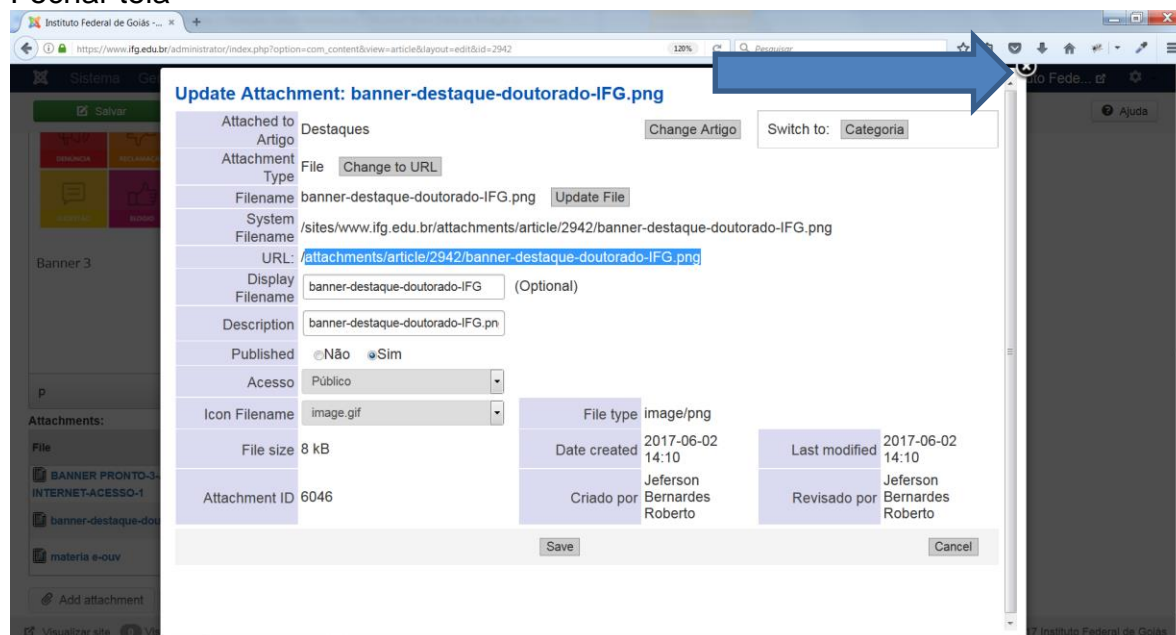 Fechar tela
Instituto Federal de Goiás -...
https://www.ifg.edu.br/administrator/index.php?option=com_content&view=article&layout=edit&id=2942
120%
Pesquisar
Sistema
Salvar
Ajuda
Update Attachment: banner-destaque-doutorado-IFG.png
Attached to Artigo Destaques Change Artigo Switch to: Categoria
Attachment Type File Change to URL
Filename banner-destaque-doutorado-IFG.png Update File
System Filename /sites/www.ifg.edu.br/attachments/article/2942/banner-destaque-doutorado-IFG.png
URL: /attachments/article/2942/banner-destaque-doutorado-IFG.png
Display Filename banner-destaque-doutorado-IFG (Optional)
Description banner-destaque-doutorado-IFG.pn
Published Não Sim
Acesso Público
Icon Filename image.gif File type image/png
File size 8 kB Date created 2017-06-02 14:10 Last modified 2017-06-02 14:10
Attachment ID 6046 Criado por Jeferson Bernardes Roberto Revisado por Jeferson Bernardes Roberto
Save Cancel
Banner 3
p
Attachments:
File
BANNER PRONTO-3-
INTERNET-ACESSO-1
banner-destaque-dou
materia e-ouv
Add attachment
Visualizar site
Instituto Federal de Goiás